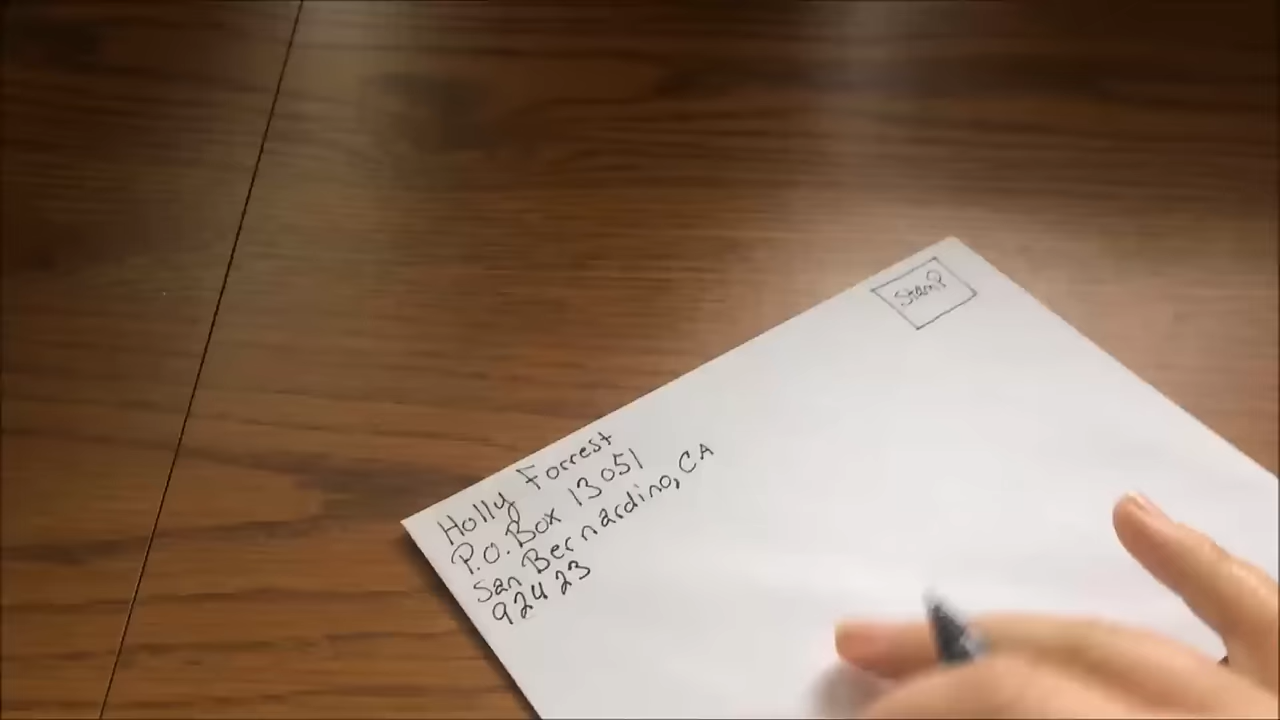 Stamp
Holly Forrest
P.O. Box 13051
San Bernardino, CA
92423